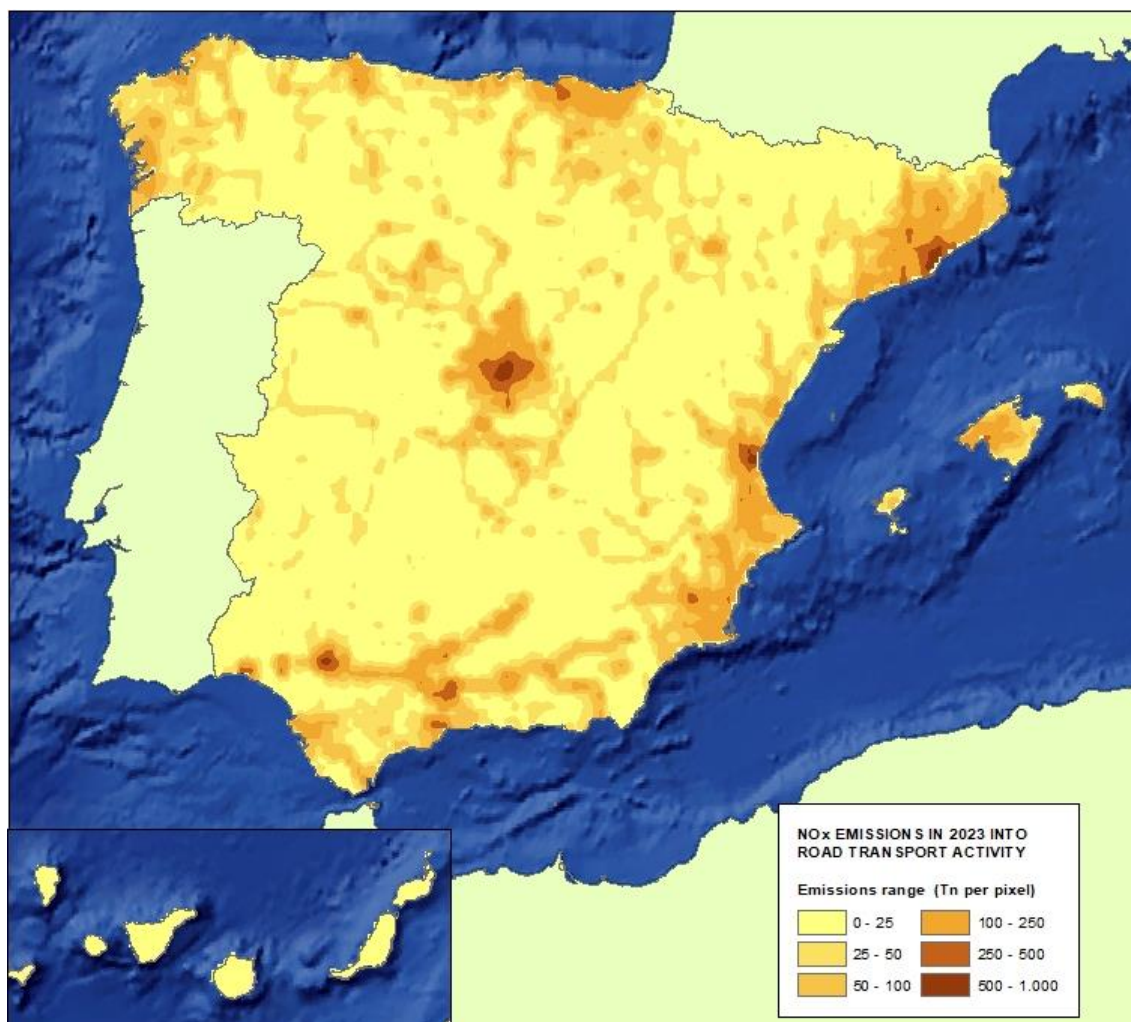 NOx EMISSIONS IN 2023 INTO
ROAD TRANSPORT ACTIVITY
Emissions range (Tn per pixel)
0 - 25
100 - 250
25 - 50
250 - 500
50 - 100
500 - 1.000